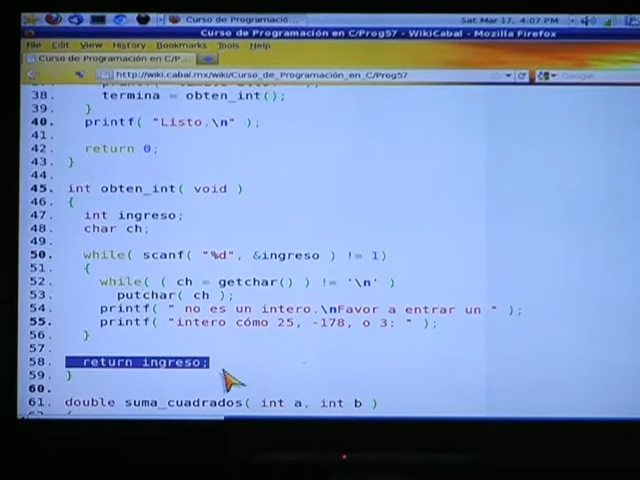 Curso de Programació...
Sat Mar 17, 4:07 PM
Curso de Programación en C/Prog57 - WikiCabal - Mozilla Firefox
File Edit View History Bookmarks Tools Help
Curso de Programación en C/P...
http://wiki.cabal.mx/wiki/Curso_de_Programación_en_C/Prog57
Google
38. termina = obten_int();
39. }
40. printf( "Listo.\n" );
41.
42. return 0;
43. }
44.
45. int obten_int( void )
46. {
47. int ingreso;
48. char ch;
49.
50. while( scanf( "%d", &ingreso ) != 1)
51. {
52. while( ( ch = getchar() ) != '\n' )
53. putchar( ch );
54. printf( " no es un intero.\nFavor a entrar un " );
55. printf( "intero cómo 25, -178, o 3: " );
56. }
57.
58. return ingreso;
59. }
60.
61. double suma_cuadrados( int a, int b )